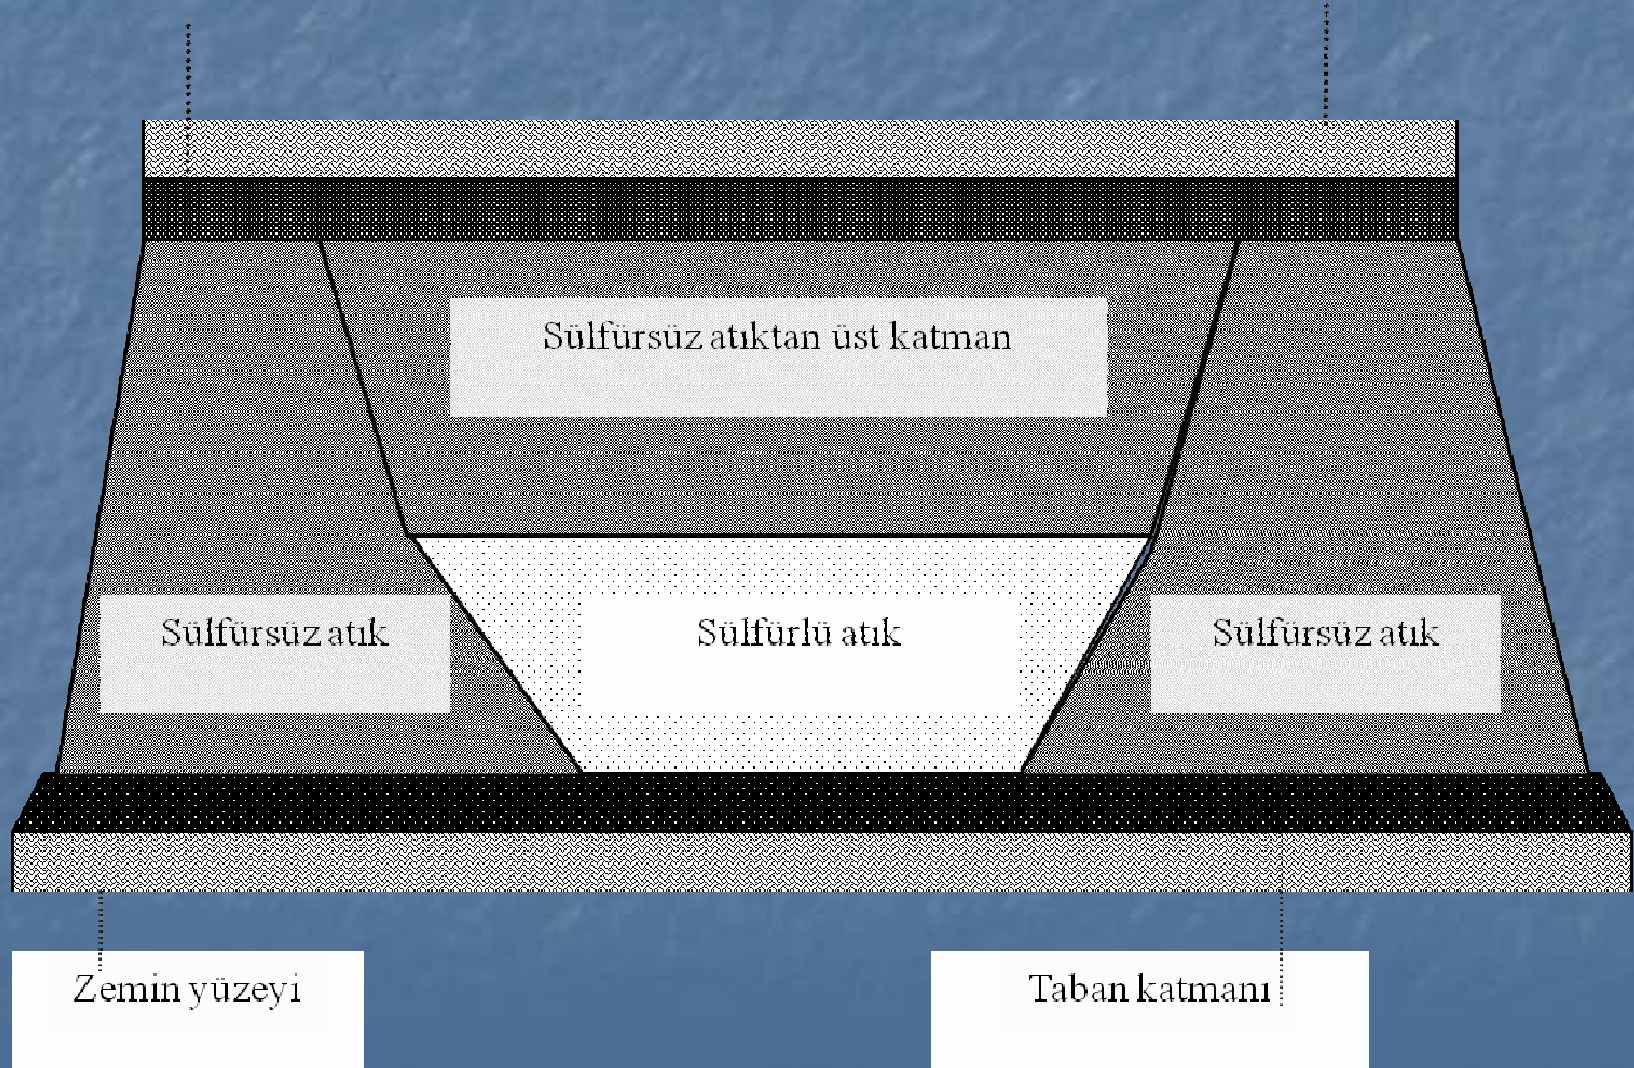 Sülfürsüz atıktan üst katman
Sülfürsüz atık
Sülfürlü atık
Sülfürsüz atık
Zemin yüzeyi
Taban katmanı